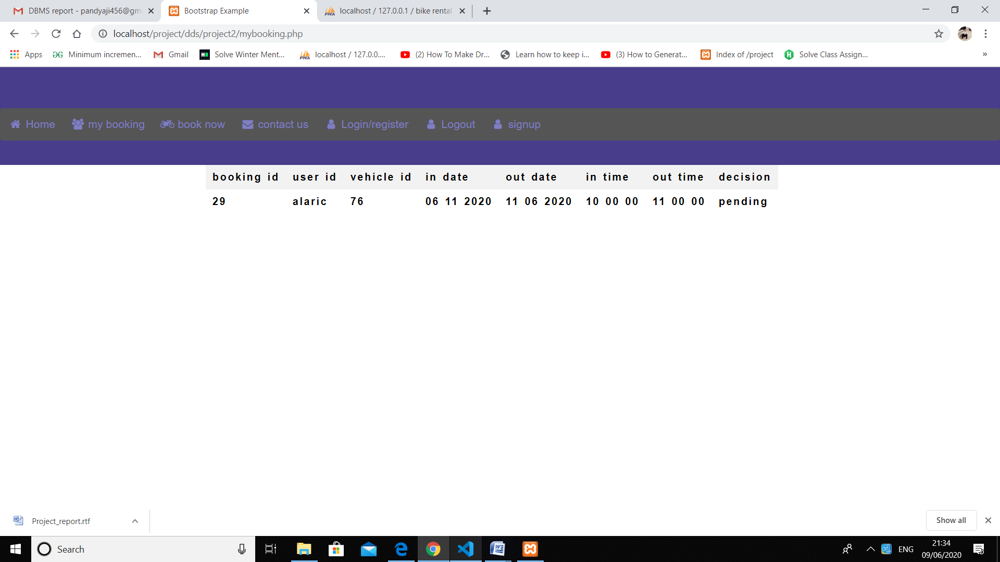 DBMS report - pandyaji456@gm
Bootstrap Example
localhost / 127.0.0.1 / bike rental
localhost/project/dds/project2/mybooking.php
Apps
Minimum incremen...
Gmail
Solve Winter Ment...
localhost / 127.0.0....
(2) How To Make Dr...
Learn how to keep i...
(3) How to Generat...
Index of /project
Solve Class Assign...
Home my booking book now contact us Login/register Logout signup
booking id user id vehicle id in date out date in time out time decision
29 alaric 76 06 11 2020 11 06 2020 10 00 00 11 00 00 pending
Project_report.rtf
Show all
Search
ENG
21:34
09/06/2020